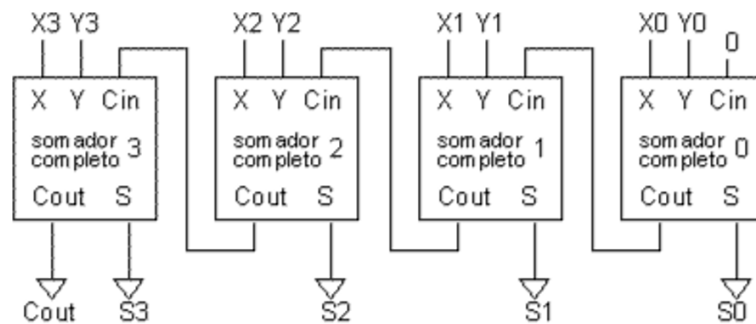 X3 Y3 X2 Y2 X1 Y1 X0 Y0 0
X Y Cin X Y Cin X Y Cin X Y Cin
somador completo 3 somador completo 2 somador completo 1 somador completo 0
Cout S Cout S Cout S Cout S
Cout S3 S2 S1 S0